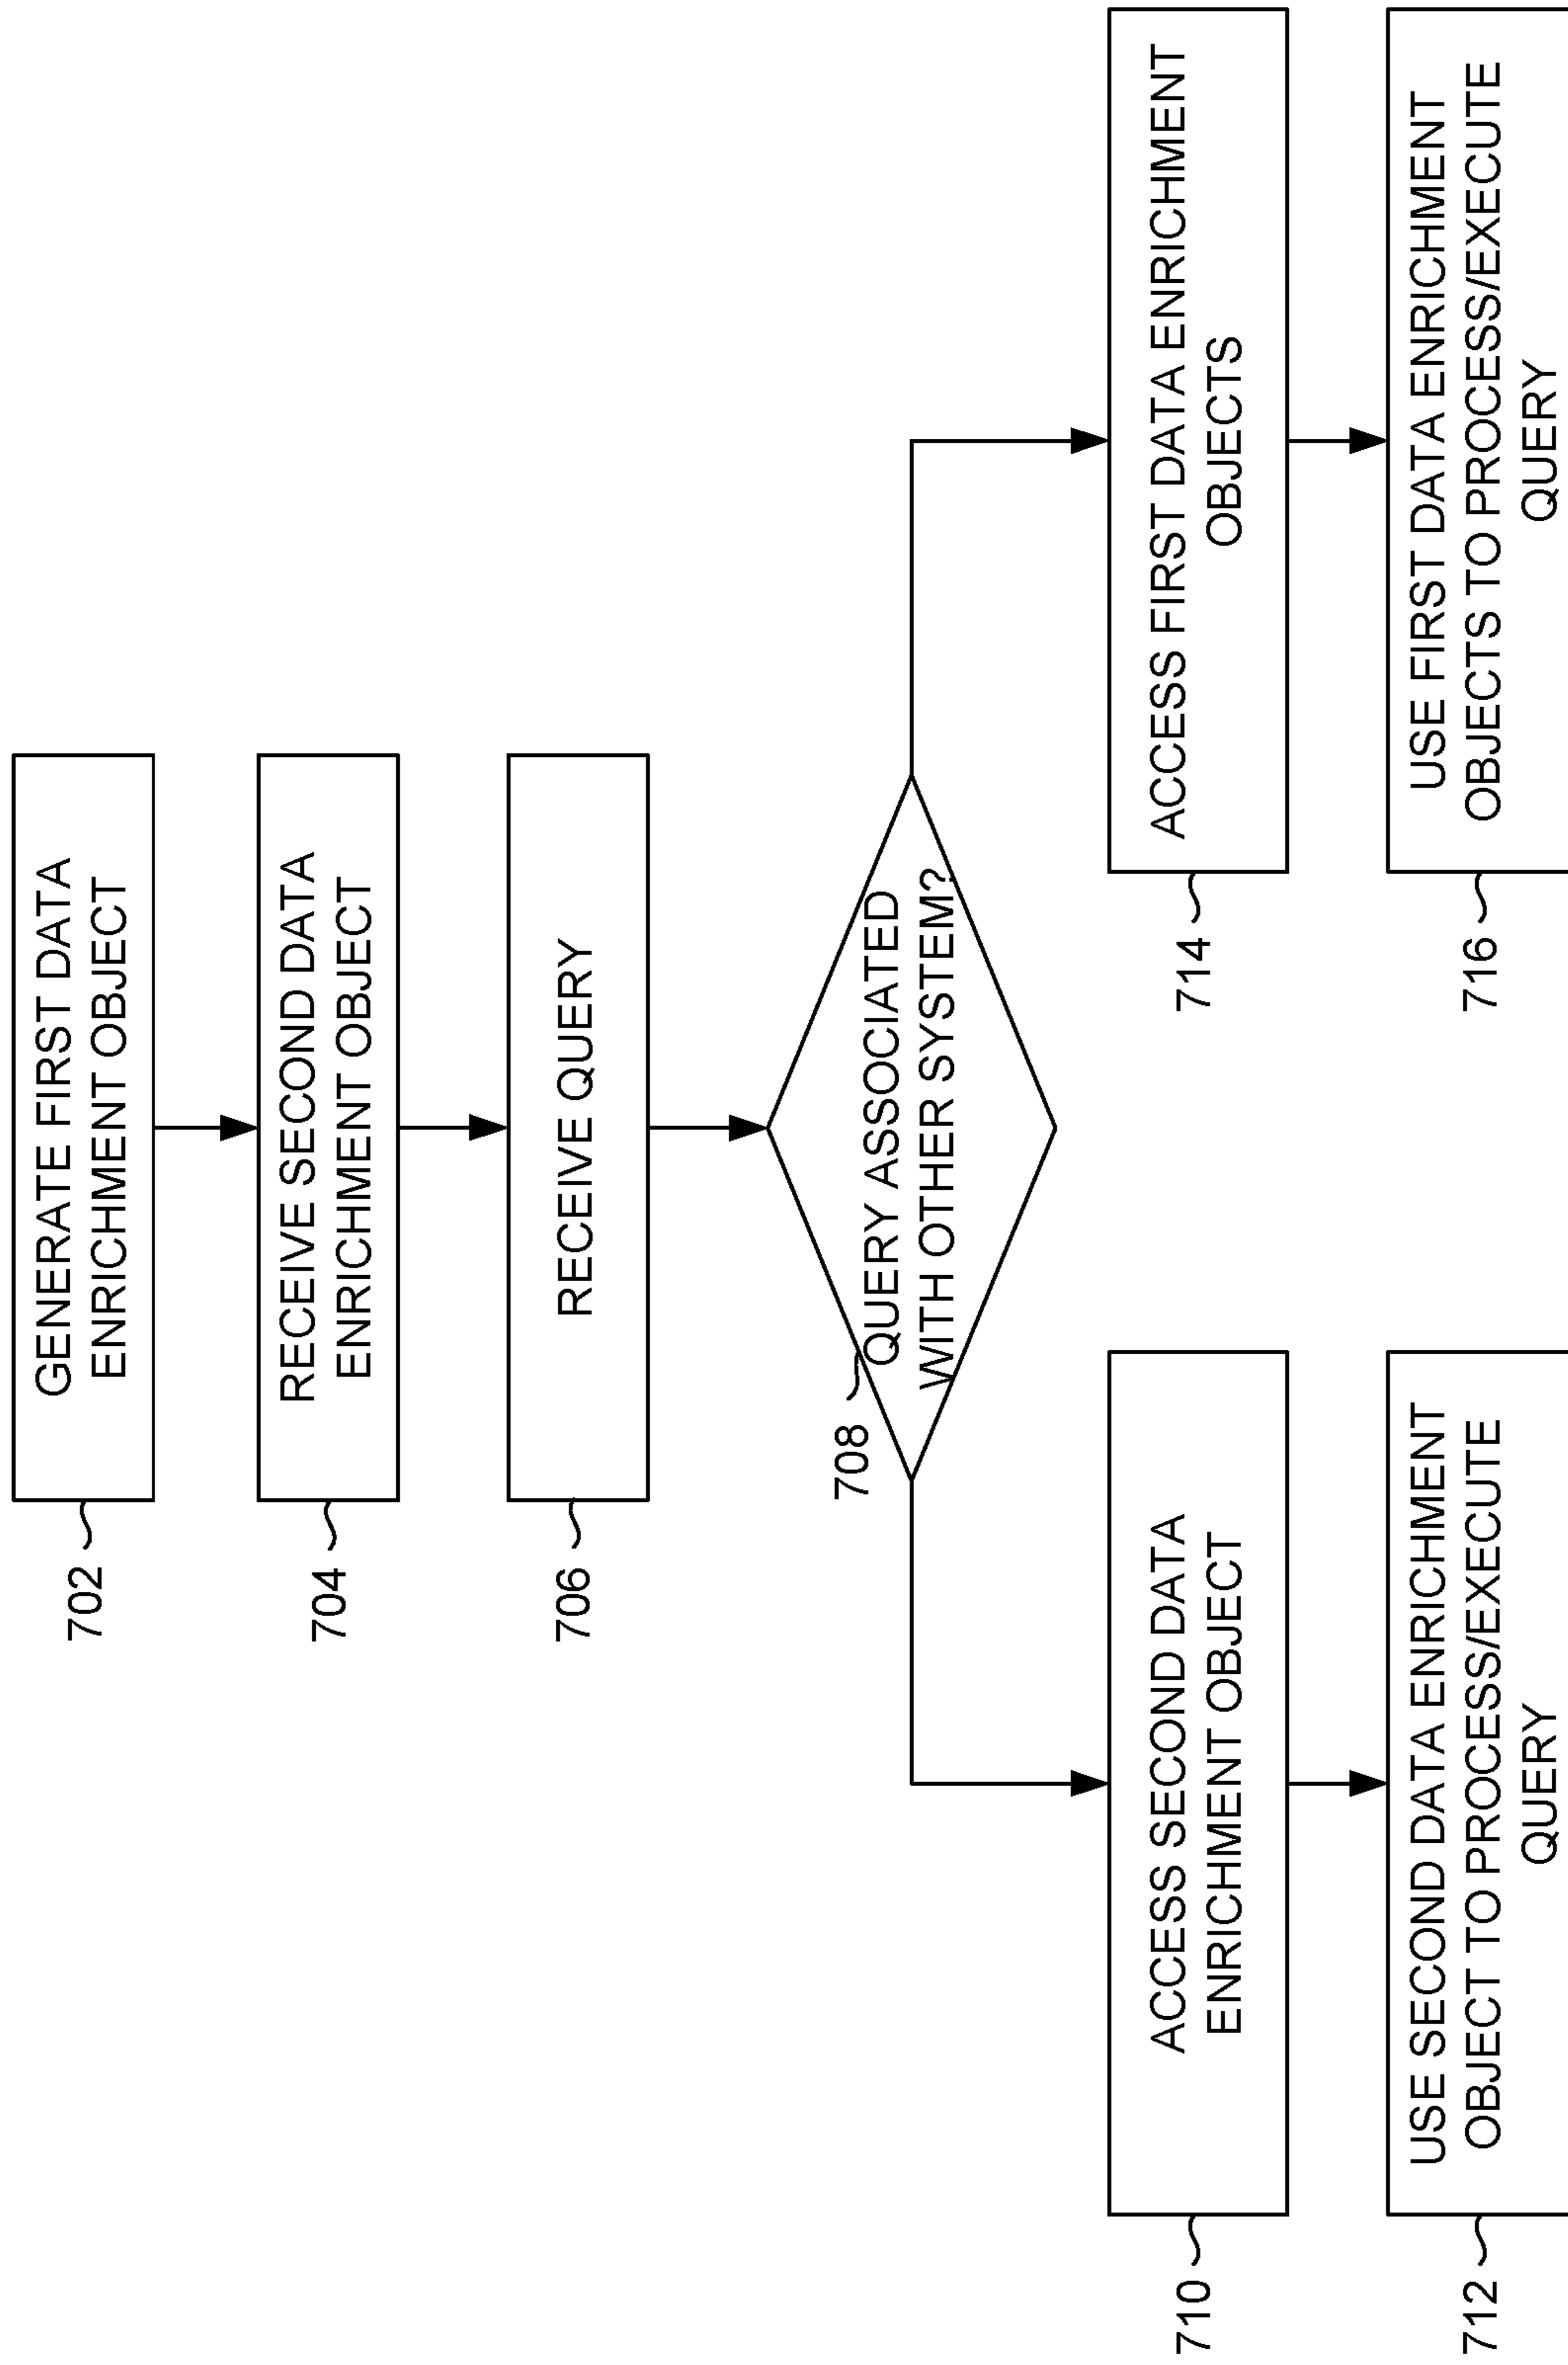 702
GENERATE FIRST DATA
ENRICHMENT OBJECT
704
RECEIVE SECOND DATA
ENRICHMENT OBJECT
706
RECEIVE QUERY
708
QUERY ASSOCIATED
WITH OTHER SYSTEM?
710
ACCESS SECOND DATA
ENRICHMENT OBJECT
712
USE SECOND DATA ENRICHMENT
OBJECT TO PROCESS/EXECUTE
QUERY
714
ACCESS FIRST DATA ENRICHMENT
OBJECTS
716
USE FIRST DATA ENRICHMENT
OBJECTS TO PROCESS/EXECUTE
QUERY